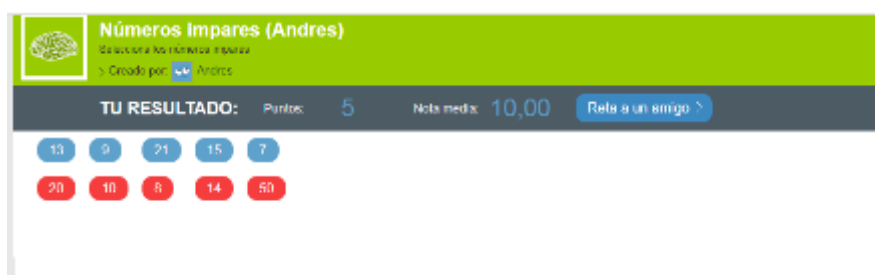 Números Impares (Andres)
Selecciona los números impares
> Creado por: Andres
TU RESULTADO: Puntos: 5 Nota media: 10,00 Reta a un amigo >
13 9 21 15 7
20 10 8 14 50